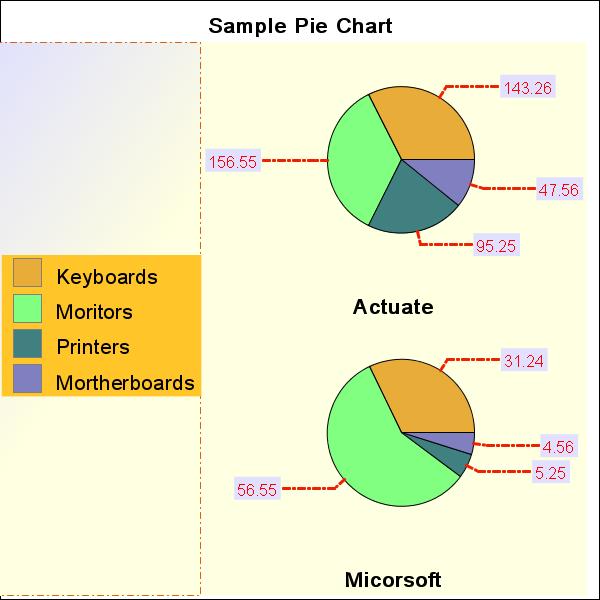 Sample Pie Chart
143.26
156.55
47.56
95.25
Actuate
Keyboards
Moritors
Printers
Mortherboards
31.24
4.56
5.25
56.55
Micorsoft